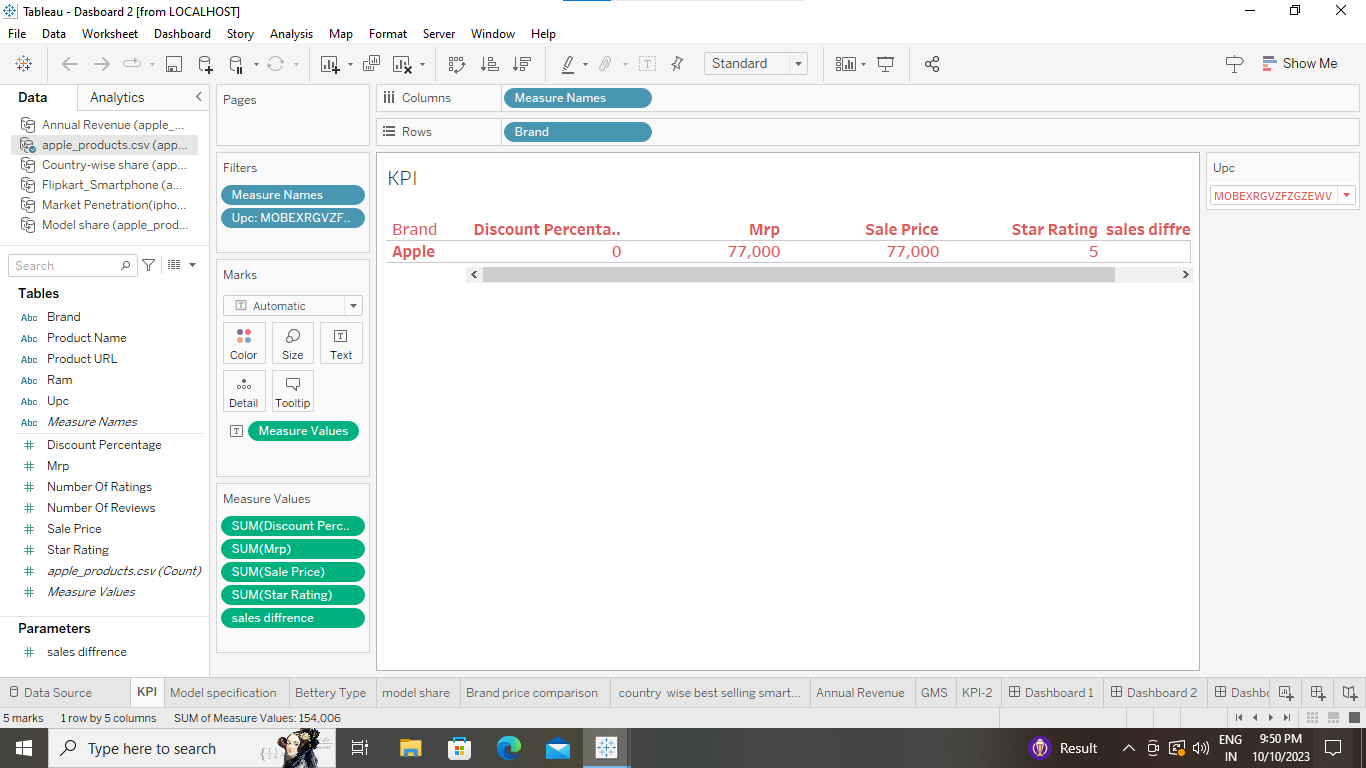 Tableau - Dasboard 2 [from LOCALHOST]
File Data Worksheet Dashboard Story Analysis Map Format Server Window Help
Standard
Show Me
Data Analytics
Annual Revenue (apple_...
apple_products.csv (app...
Country-wise share (app...
Flipkart_Smartphone (a...
Market Penetration(ipho...
Model share (apple_prod...
Search
Tables
Abc Brand
Abc Product Name
Abc Product URL
Abc Ram
Abc Upc
Abc Measure Names
# Discount Percentage
# Mrp
# Number Of Ratings
# Number Of Reviews
# Sale Price
# Star Rating
# apple_products.csv (Count)
# Measure Values
Parameters
# sales diffrence
Pages
Filters
Measure Names
Upc: MOBEXRGVZF..
Marks
T Automatic
Color Size T Text
Detail Tooltip
T Measure Values
Measure Values
SUM(Discount Perc..
SUM(Mrp)
SUM(Sale Price)
SUM(Star Rating)
sales diffrence
Columns Measure Names
Rows Brand
KPI
Brand Discount Percenta.. Mrp Sale Price Star Rating sales diffre
Apple 0 77,000 77,000 5
Upc
MOBEXRGVZFZGZEWV
Data Source KPI Model specification Bettery Type model share Brand price comparison country wise best selling smart... Annual Revenue GMS KPI-2 Dashboard 1 Dashboard 2 Dashbo
5 marks 1 row by 5 columns SUM of Measure Values: 154,006
Type here to search
Result
ENG
IN
9:50 PM
10/10/2023